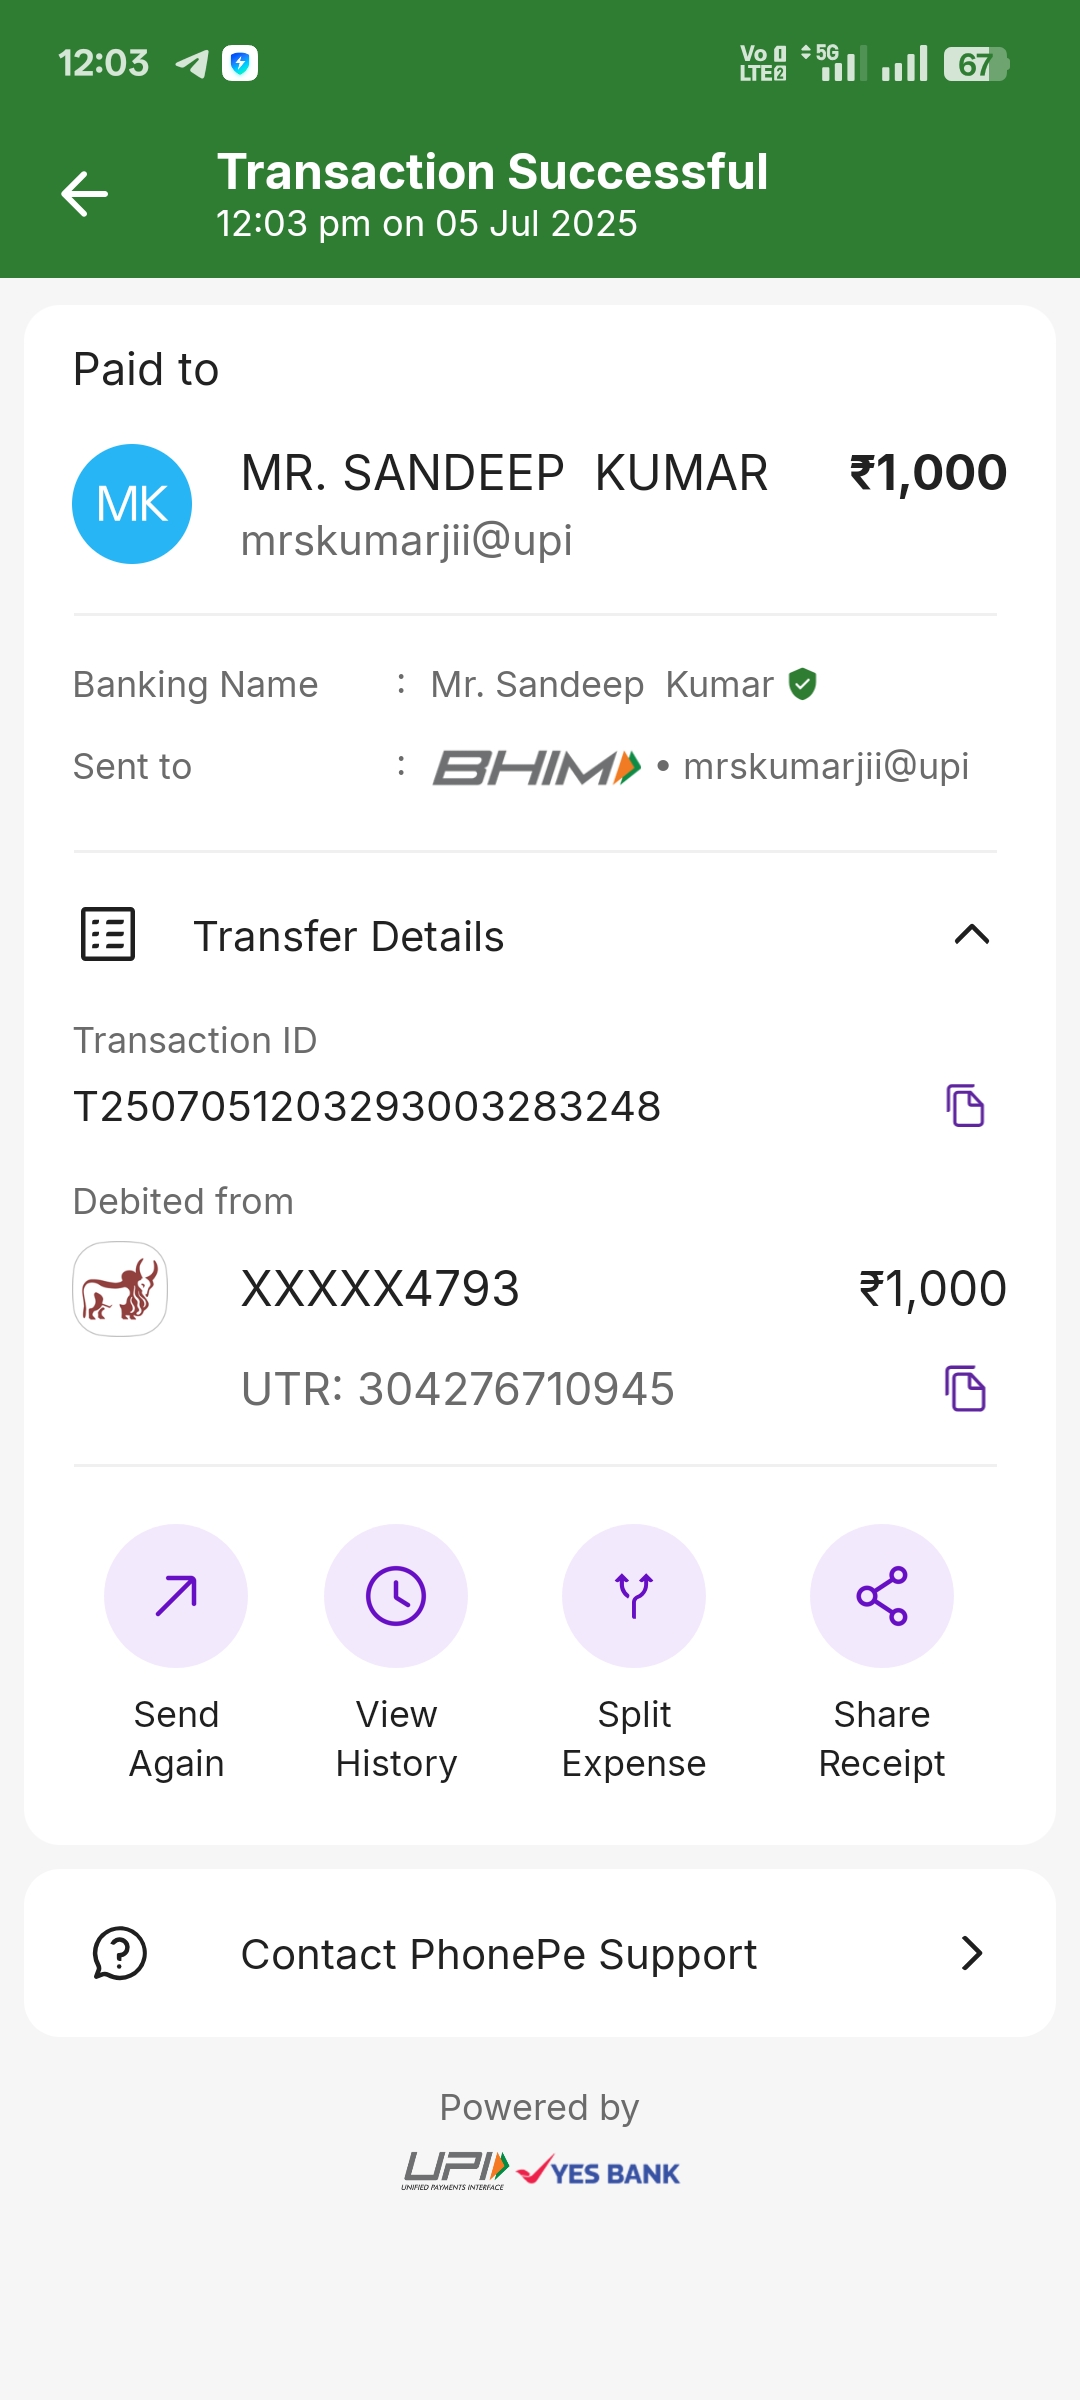 12:03 Vo 1 LTE 2 5G 67
Transaction Successful
12:03 pm on 05 Jul 2025
Paid to
MK MR. SANDEEP KUMAR ₹1,000
mrskumarjii@upi
Banking Name : Mr. Sandeep Kumar
Sent to : BHIM • mrskumarjii@upi
Transfer Details
Transaction ID
T2507051203293003283248
Debited from
XXXXX4793 ₹1,000
UTR: 304276710945
Send Again
View History
Split Expense
Share Receipt
Contact PhonePe Support
Powered by
UPI YES BANK
UNIFIED PAYMENTS INTERFACE